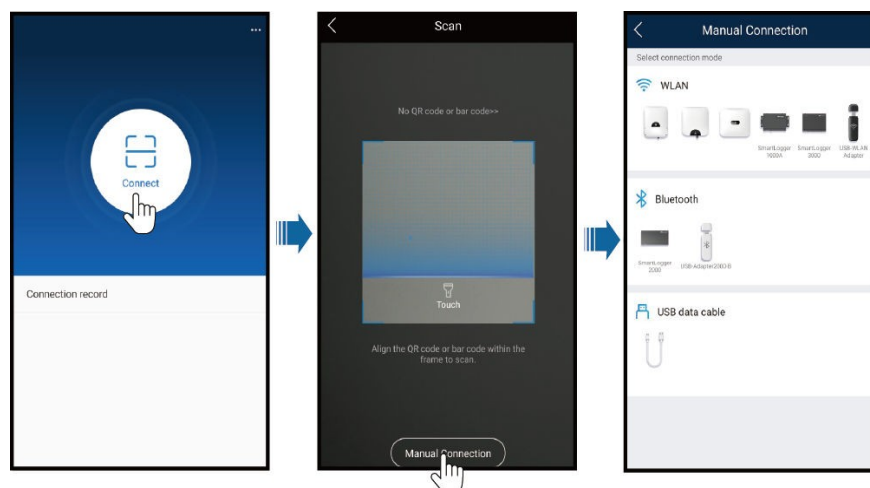 ...
Connect
Connection record
Scan
No QR code or bar code>>
Touch
Align the QR code or bar code within the
frame to scan.
Manual Connection
Manual Connection
Select connection mode
WLAN
SmartLogger
1000A
SmartLogger
2000
USB-WLAN
Adapter
Bluetooth
SmartLogger
2000
USB-Adapter2000-B
USB data cable